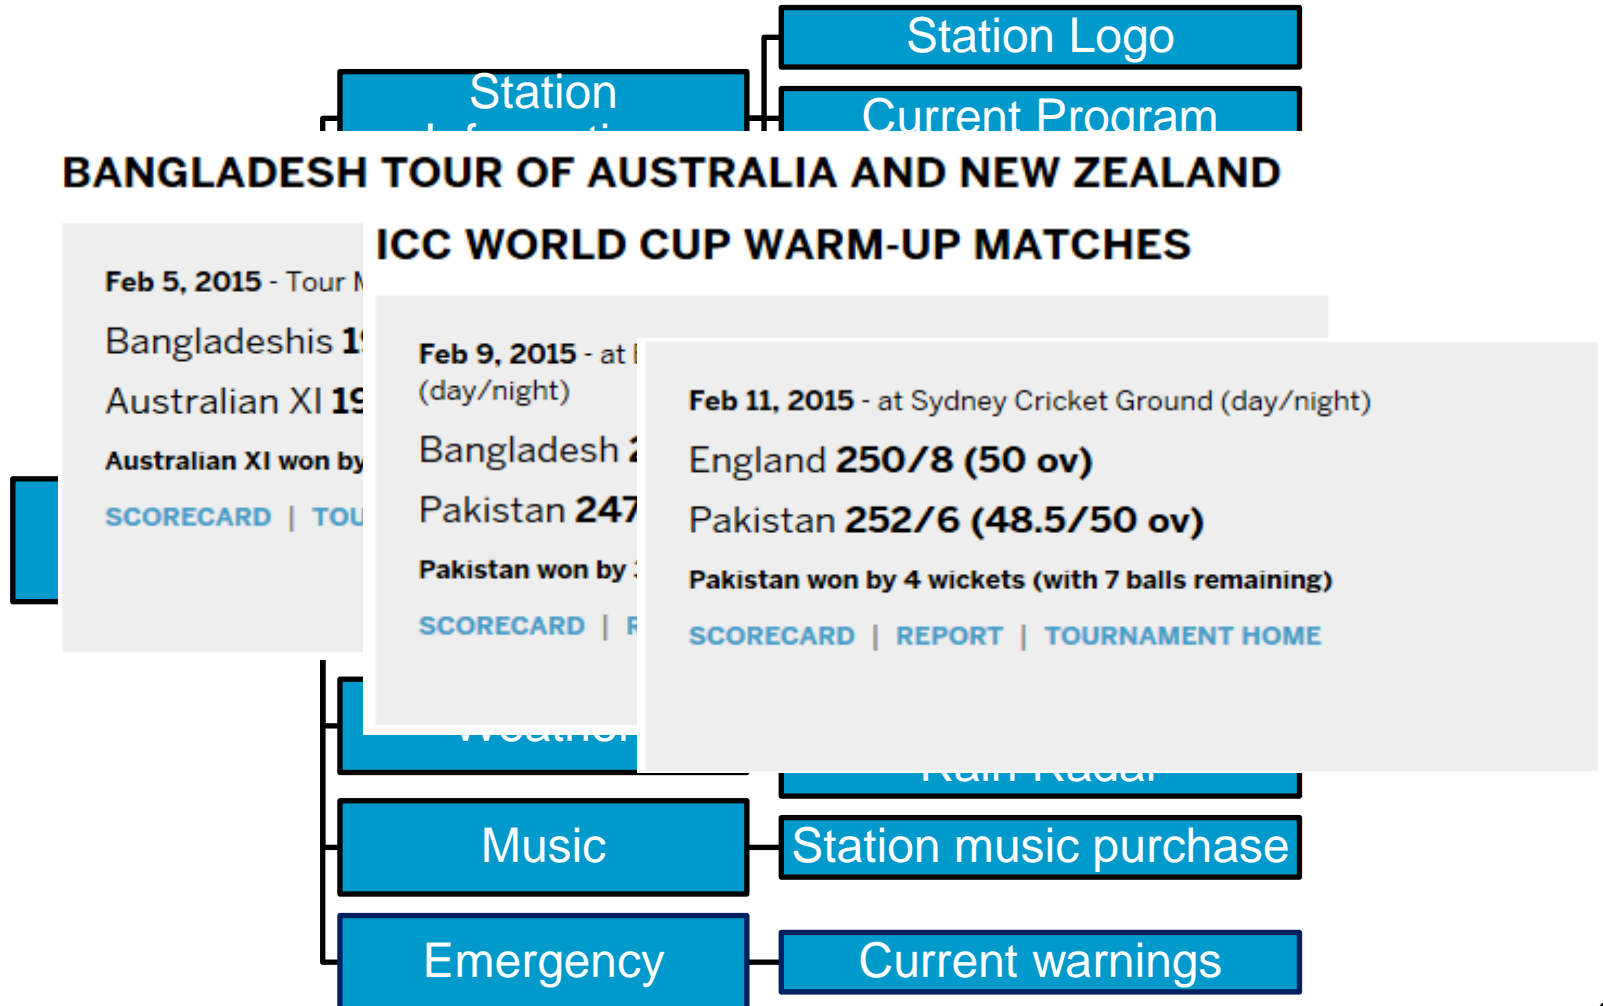 Station Logo
Station
Current Program
BANGLADESH TOUR OF AUSTRALIA AND NEW ZEALAND
Feb 5, 2015 - Tour
Bangladeshis
Australian XI
Australian XI won by
SCORECARD |
ICC WORLD CUP WARM-UP MATCHES
Feb 9, 2015 - at
(day/night)
Bangladesh
Pakistan 247
Pakistan won by
SCORECARD |
Feb 11, 2015 - at Sydney Cricket Ground (day/night)
England 250/8 (50 ov)
Pakistan 252/6 (48.5/50 ov)
Pakistan won by 4 wickets (with 7 balls remaining)
SCORECARD | REPORT | TOURNAMENT HOME
Weather
Rain Radar
Music
Station music purchase
Emergency
Current warnings